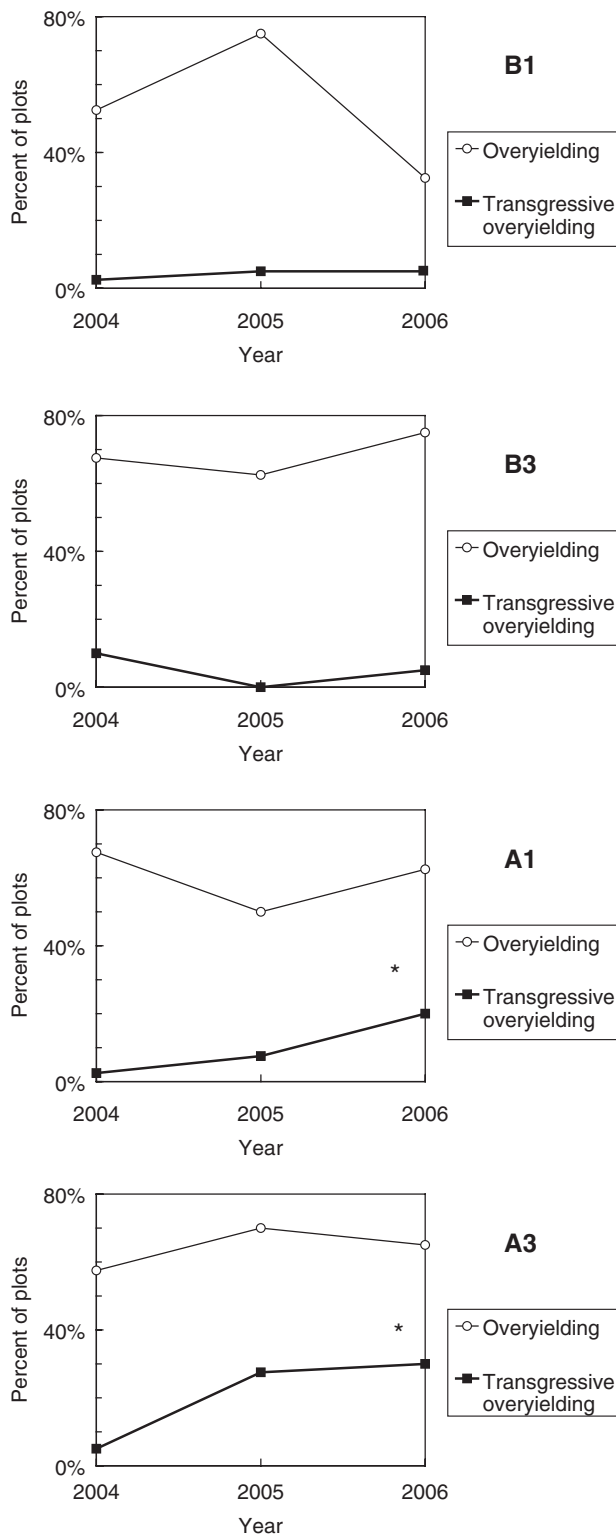 80%
40%
0%
Percent of plots
2004 2005 2006
Year
B1
Overyielding
Transgressive
overyielding
80%
40%
0%
Percent of plots
2004 2005 2006
Year
B3
Overyielding
Transgressive
overyielding
80%
40%
0%
Percent of plots
*
2004 2005 2006
Year
A1
Overyielding
Transgressive
overyielding
80%
40%
0%
Percent of plots
*
2004 2005 2006
Year
A3
Overyielding
Transgressive
overyielding